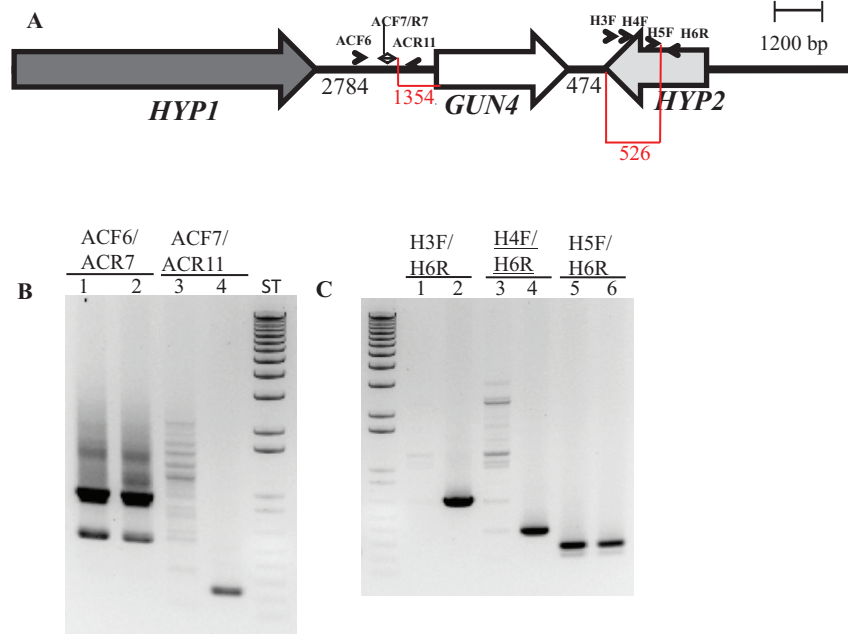 A
ACF7/R7
ACF6
ACR11
H3F
H4F
H5F
H6R
1200 bp
2784
1354
474
526
HYP1
GUN4
HYP2
ACF6/
ACR7
ACF7/
ACR11
B
1 2 3 4 ST
H3F/
H6R
H4F/
H6R
H5F/
H6R
C
1 2 3 4 5 6